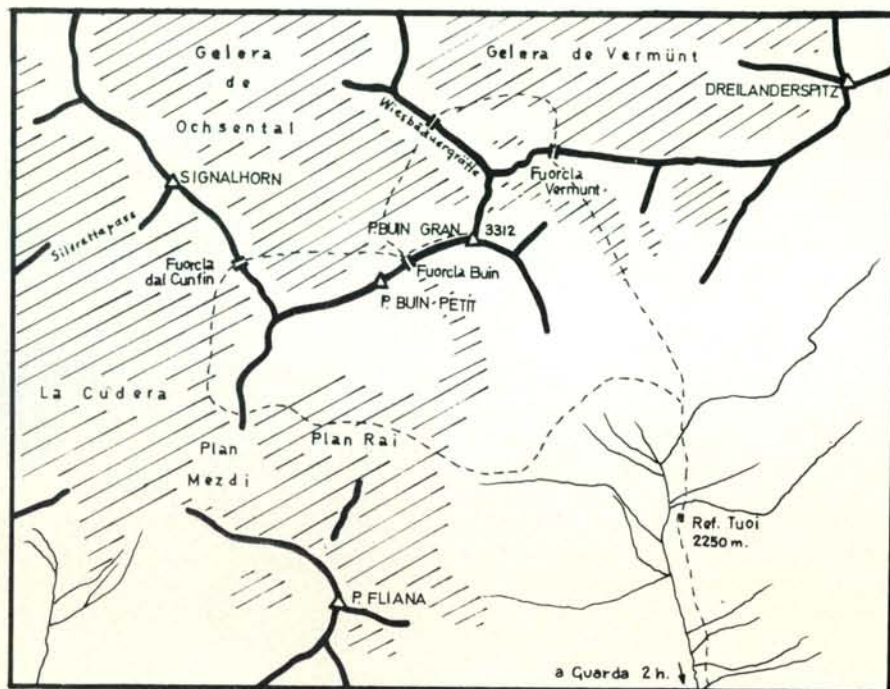 Gelera
de
Ochsental
Gelera de Vermünt
DREILANDERSPITZ
Wiesbaduergrätle
SIGNALHORN
Silvrettapass
Fuorcla
Vermunt
P.BUIN GRAN
3312
Fuorcla
dal Cunfin
Fuorcla Buin
P. BUIN-PETIT
La Cudera
Plan
Mezdi
Plan Rai
Ref. Tuoi
2250 m.
P. FLIANA
a Guarda 2 h.